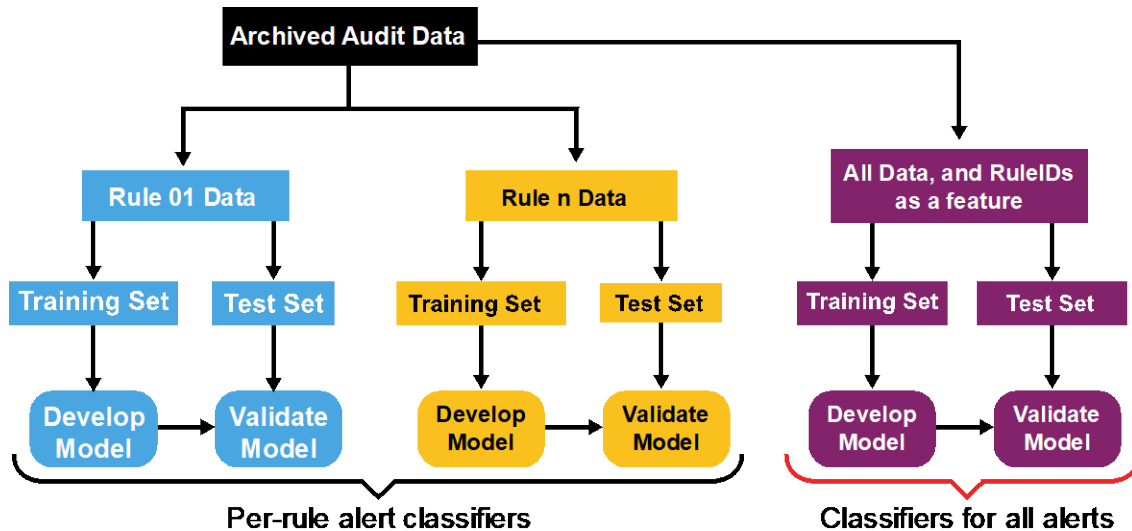 Archived Audit Data
Rule 01 Data
Rule n Data
All Data, and RuleIDs
as a feature
Training Set
Test Set
Training Set
Test Set
Training Set
Test Set
Develop
Model
Validate
Model
Develop
Model
Validate
Model
Develop
Model
Validate
Model
Per-rule alert classifiers
Classifiers for all alerts